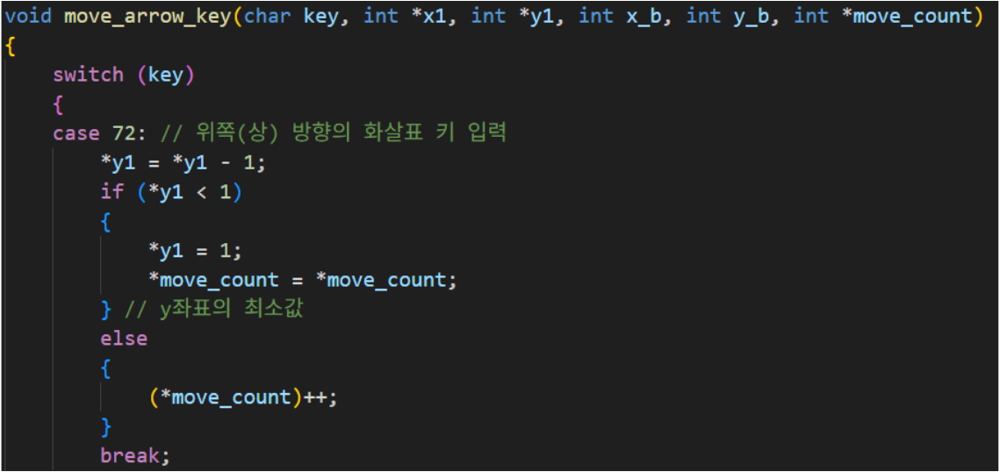 void move_arrow_key(char key, int *x1, int *y1, int x_b, int y_b, int *move_count)
{
    switch (key)
    {
    case 72: // 위쪽(상) 방향의 화살표 키 입력
        *y1 = *y1 - 1;
        if (*y1 < 1)
        {
            *y1 = 1;
            *move_count = *move_count;
        } // y좌표의 최소값
        else
        {
            (*move_count)++;
        }
        break;